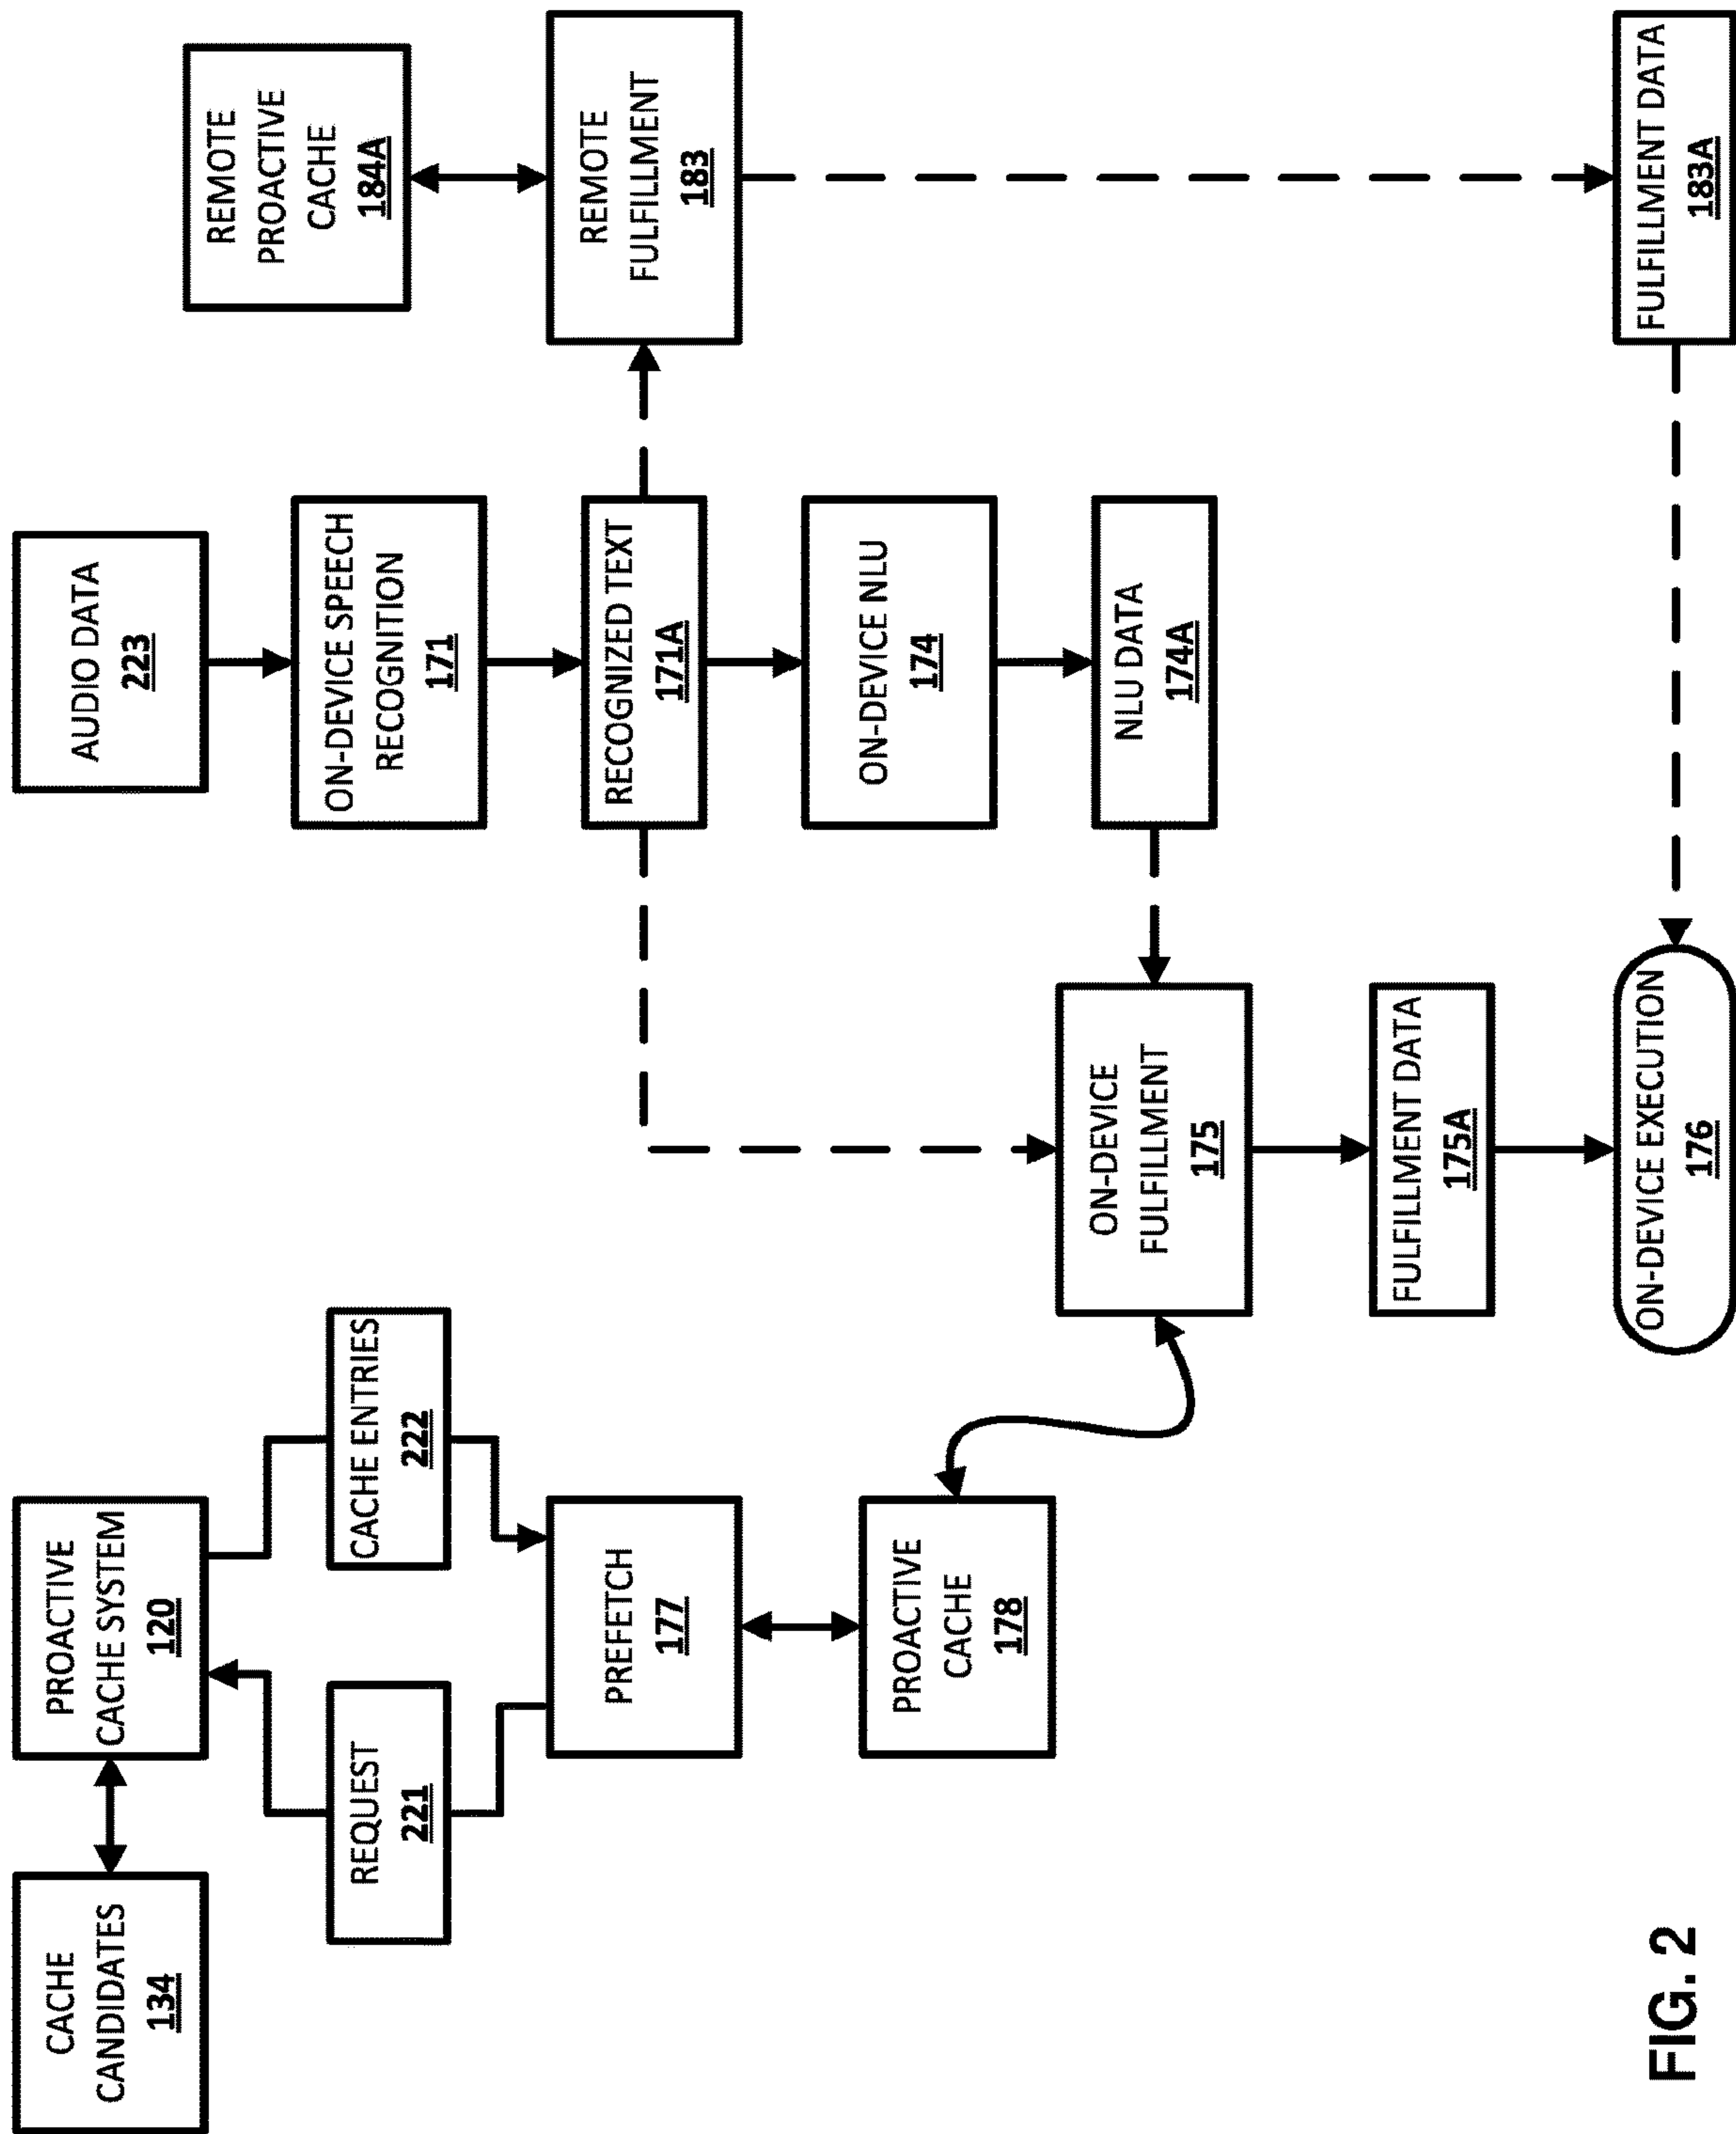 CACHE
CANDIDATES
134
PROACTIVE
CACHE SYSTEM
120
REQUEST
221
CACHE ENTRIES
222
PREFETCH
177
PROACTIVE
CACHE
178
AUDIO DATA
223
ON-DEVICE SPEECH
RECOGNITION
171
RECOGNIZED TEXT
171A
ON-DEVICE NLU
174
NLU DATA
174A
REMOTE
PROACTIVE
CACHE
184A
REMOTE
FULFILLMENT
183
ON-DEVICE
FULFILLMENT
175
FULFILLMENT DATA
175A
ON-DEVICE EXECUTION
176
FULFILLMENT DATA
183A
FIG. 2